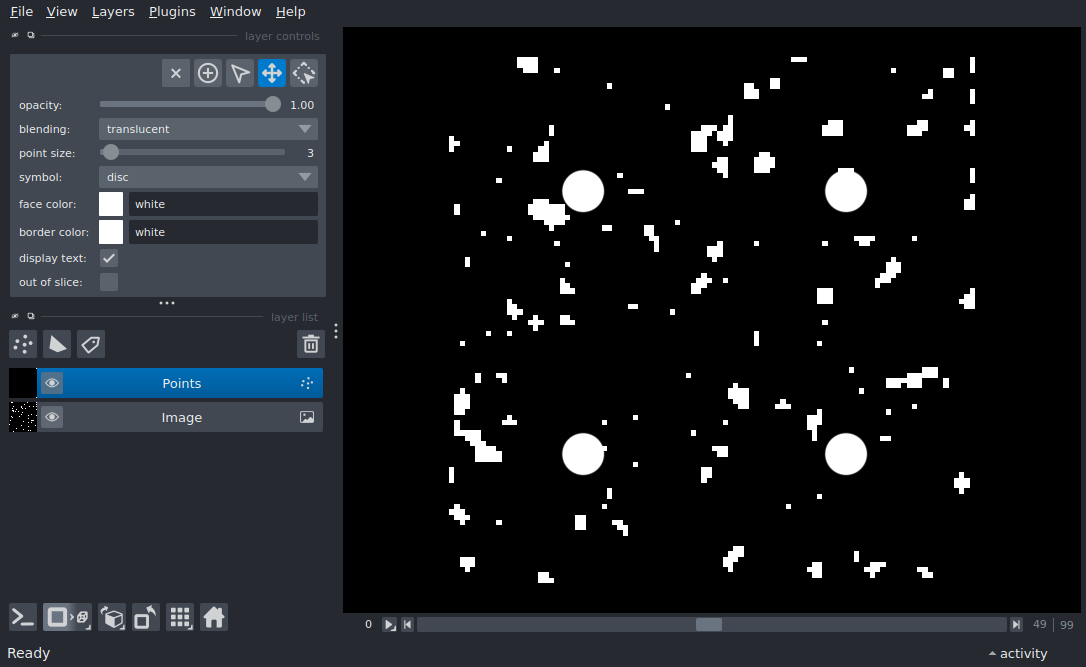 File View Layers Plugins Window Help
layer controls
opacity: 1.00
blending: translucent
point size: 3
symbol: disc
face color: white
border color: white
display text:
out of slice:
layer list
Points
Image
0 49 | 99
Ready activity